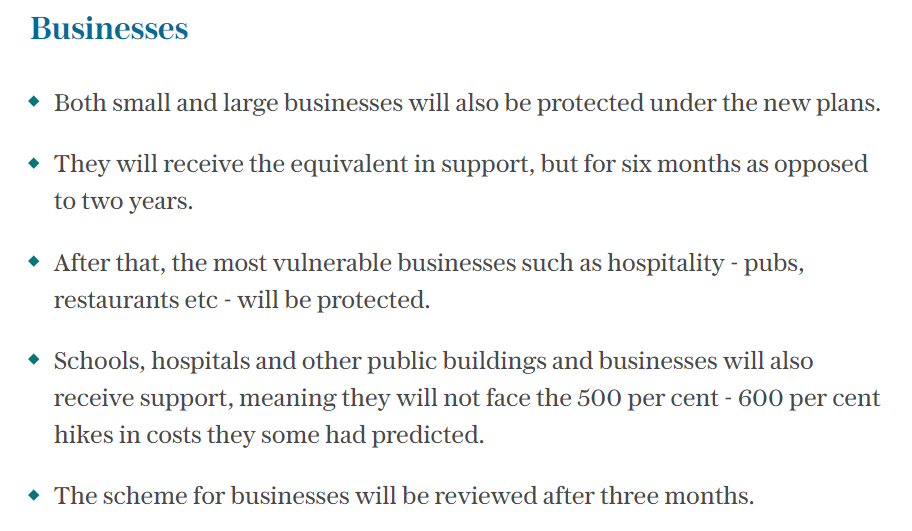 Businesses
Both small and large businesses will also be protected under the new plans.
They will receive the equivalent in support, but for six months as opposed
to two years.
After that, the most vulnerable businesses such as hospitality - pubs,
restaurants etc - will be protected.
Schools, hospitals and other public buildings and businesses will also
receive support, meaning they will not face the 500 per cent - 600 per cent
hikes in costs they some had predicted.
The scheme for businesses will be reviewed after three months.